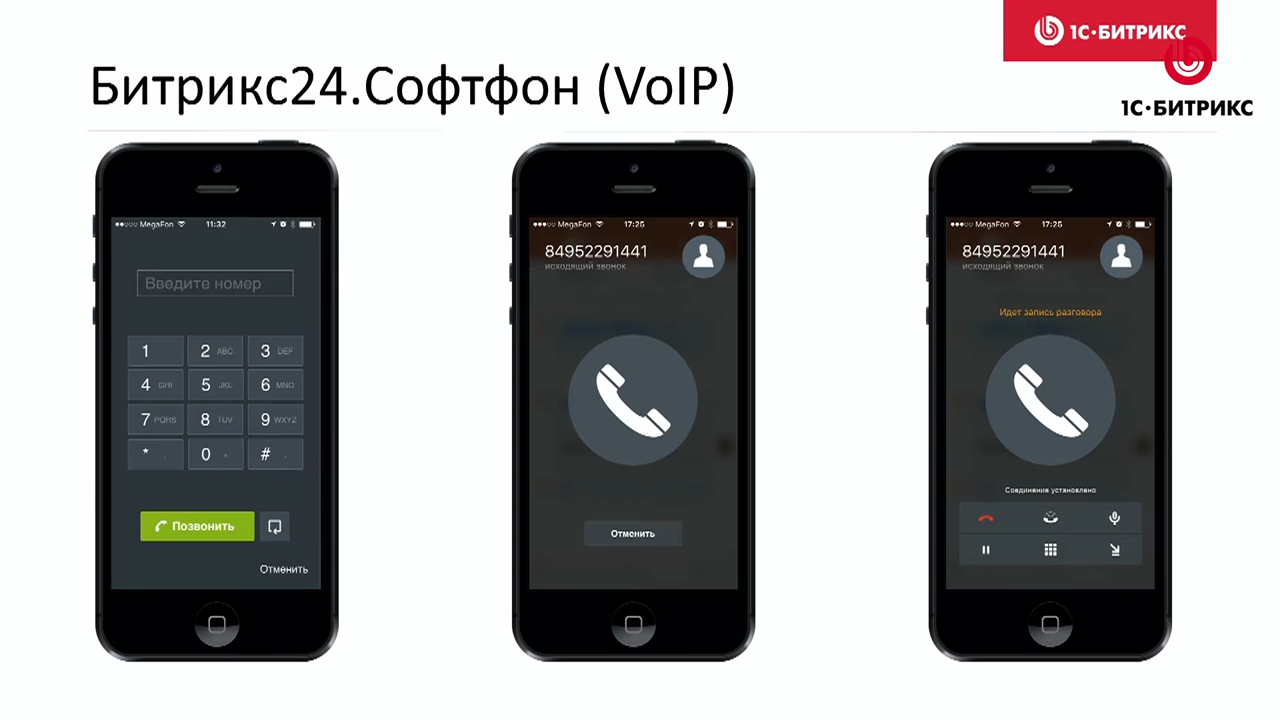 1С·БИТРИКС
1С·БИТРИКС
Битрикс24.Софтфон (VoIP)
MegaFon 11:32
Введите номер
1 2 ABC 3 DEF
4 GHI 5 JKL 6 MNO
7 PQRS 8 TUV 9 WXYZ
* 0 + #
Позвонить
Отменить
MegaFon 17:25
84952291441
исходящий звонок
Отменить
MegaFon 17:25
84952291441
исходящий звонок
Идет запись разговора
Соединение установлено